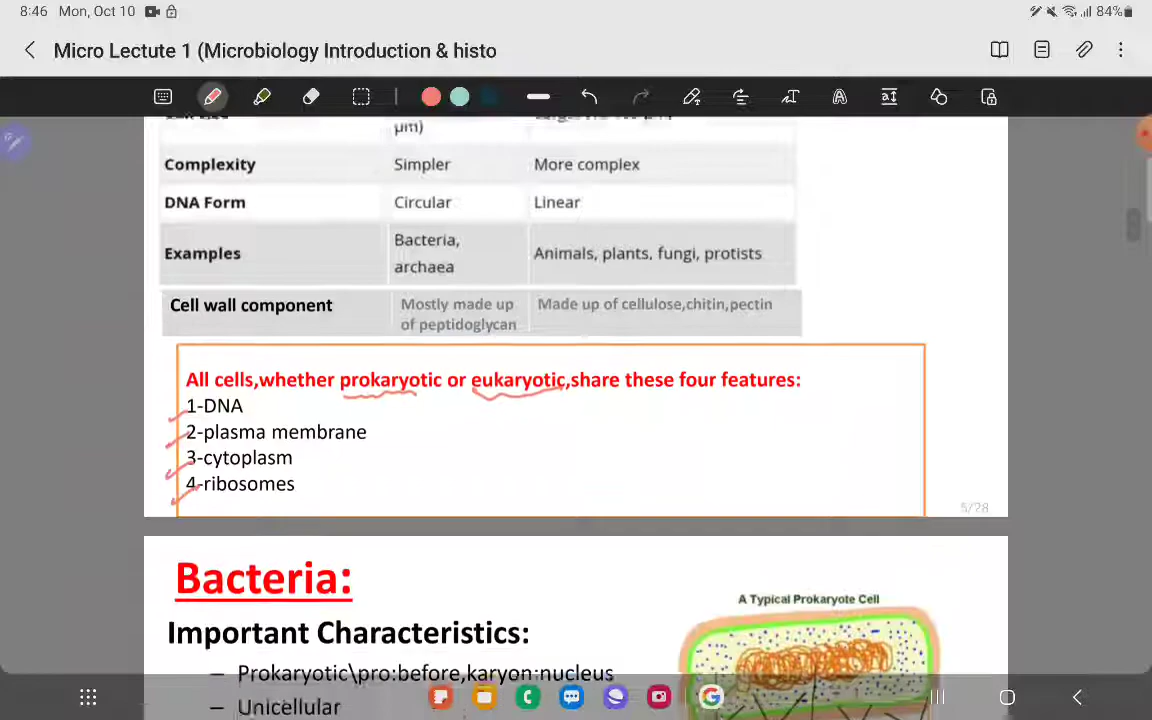 8:46 Mon, Oct 10 84%
Micro Lectute 1 (Microbiology Introduction & histo
µm)
Complexity Simpler More complex
DNA Form Circular Linear
Examples Bacteria, archaea Animals, plants, fungi, protists
Cell wall component Mostly made up of peptidoglycan Made up of cellulose,chitin,pectin
All cells,whether prokaryotic or eukaryotic,share these four features:
1-DNA
2-plasma membrane
3-cytoplasm
4-ribosomes
5/28
Bacteria:
A Typical Prokaryote Cell
Important Characteristics:
– Prokaryotic\pro:before,karyon:nucleus
– Unicellular